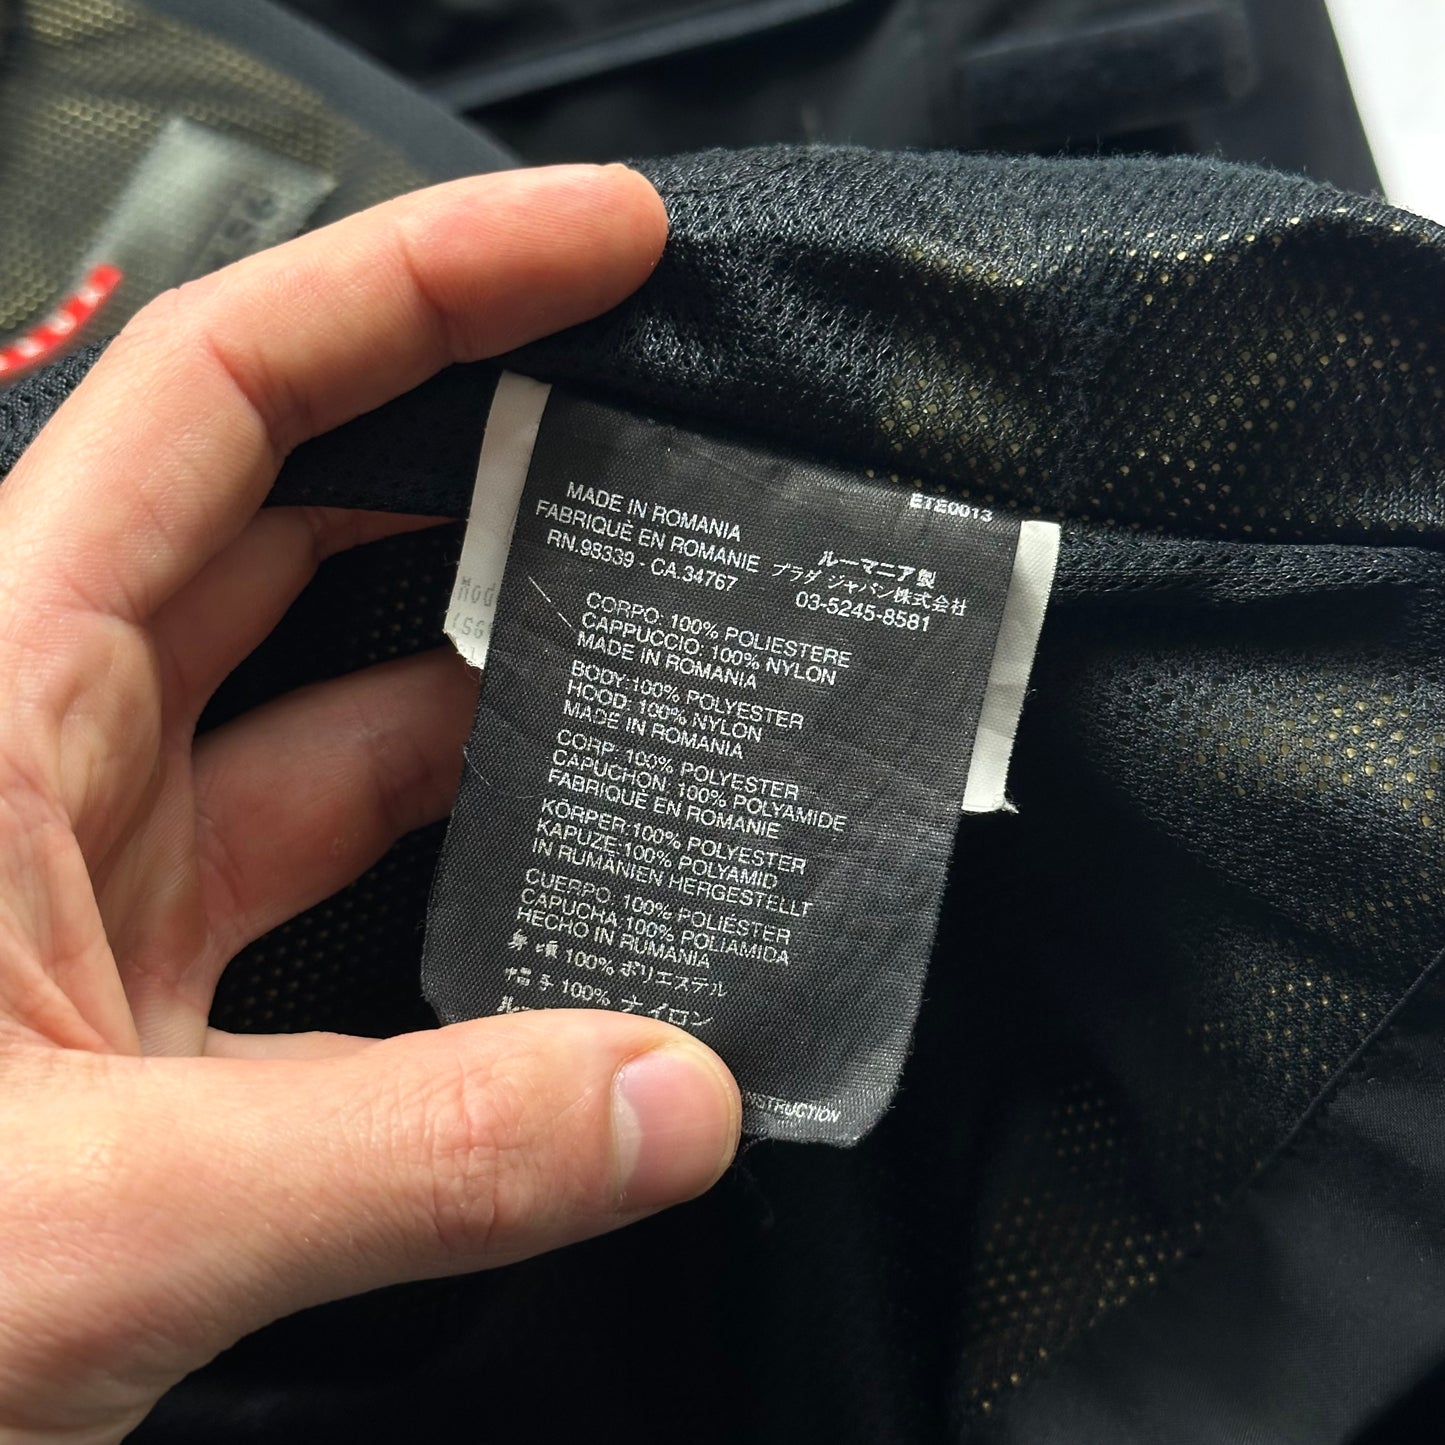 ETE0013
MADE IN ROMANIA
FABRIQUÈ EN ROMANIE
RN.98339 - CA.34767
ルーマニア製
プラダ ジャパン株式会社
03-5245-8581
CORPO: 100% POLIESTERE
CAPPUCCIO: 100% NYLON
MADE IN ROMANIA
BODY:100% POLYESTER
HOOD: 100% NYLON
MADE IN ROMANIA
CORP: 100% POLYESTER
CAPUCHON: 100% POLYAMIDE
FABRIQUÈ EN ROMANIE
KÖRPER:100% POLYESTER
KAPUZE:100% POLYAMID
IN RUMÄNIEN HERGESTELLT
CUERPO: 100% POLIÉSTER
CAPUCHA:100% POLIAMIDA
HECHO IN RUMANIA
身 頃 100% ポリエステル
帽 子 100% ナイロン